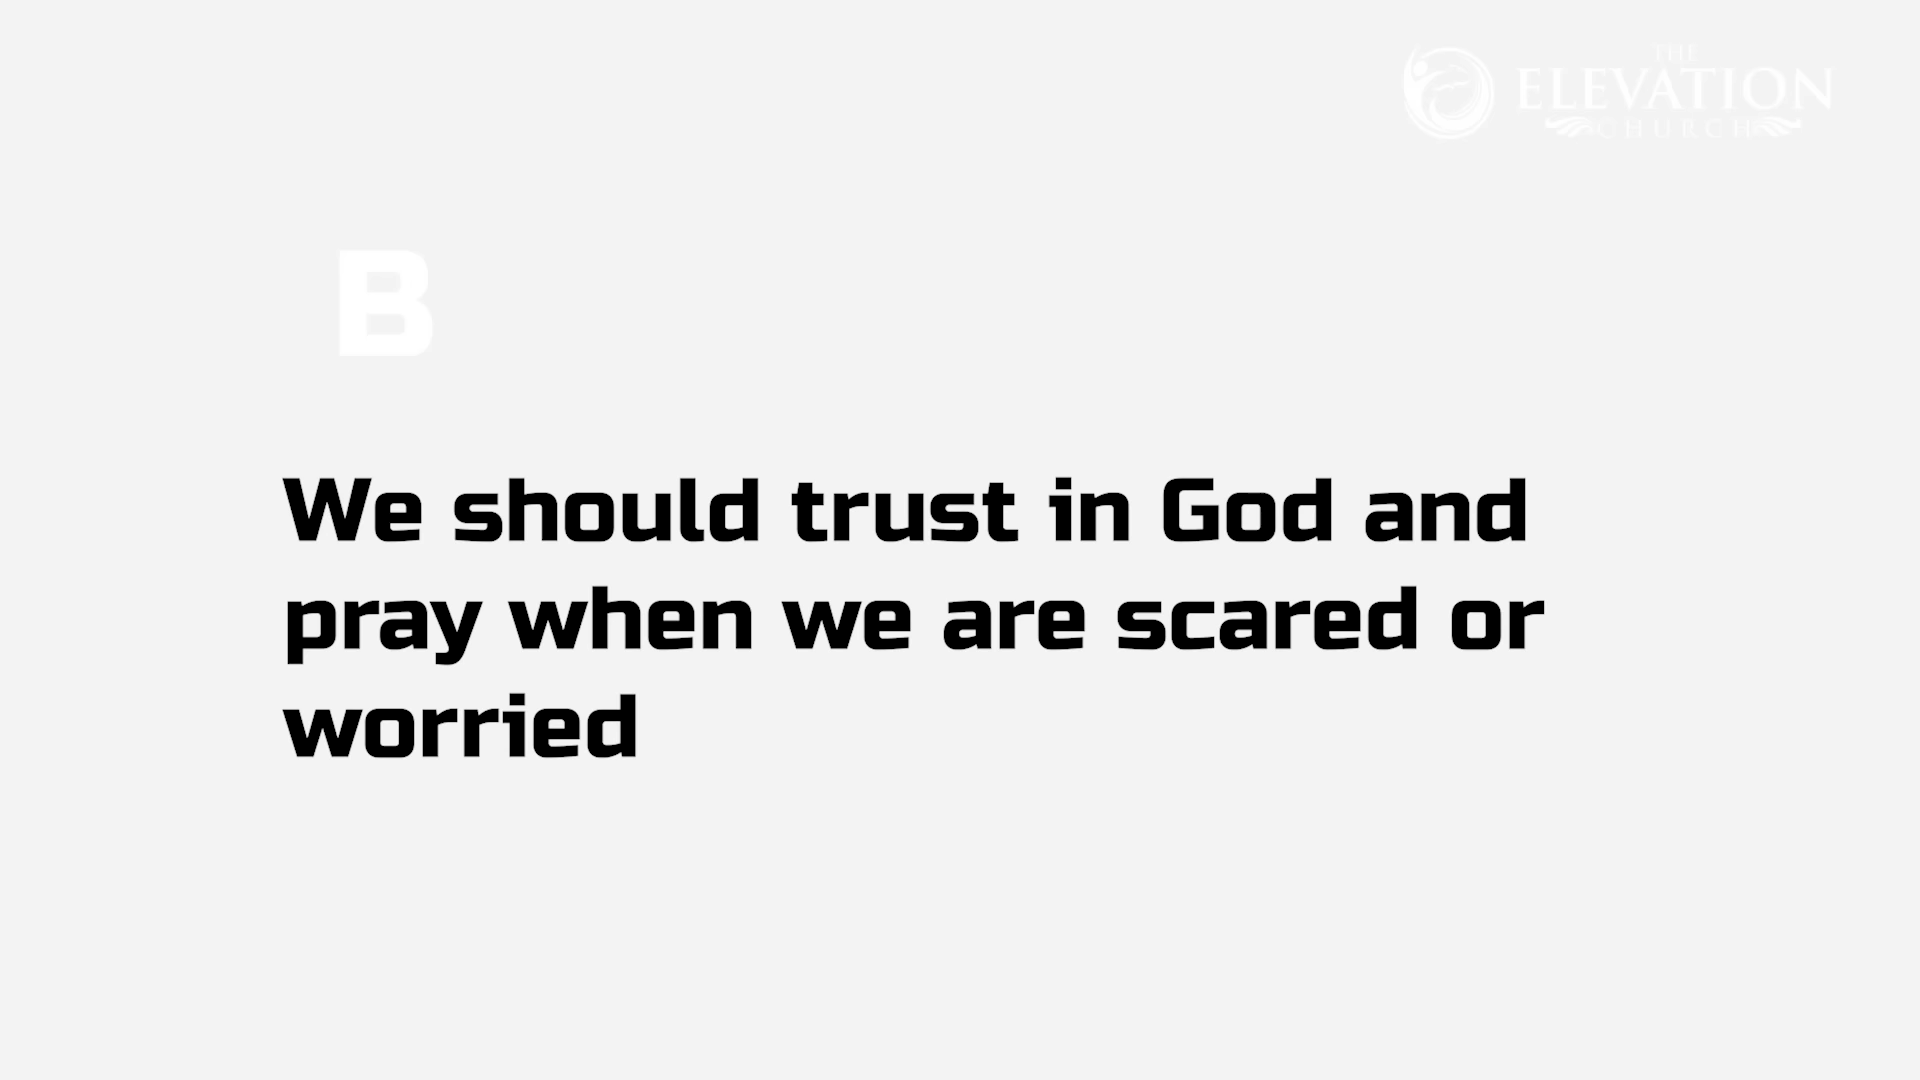 THE
ELEVATION
CHURCH
B
We should trust in God and
pray when we are scared or
worried